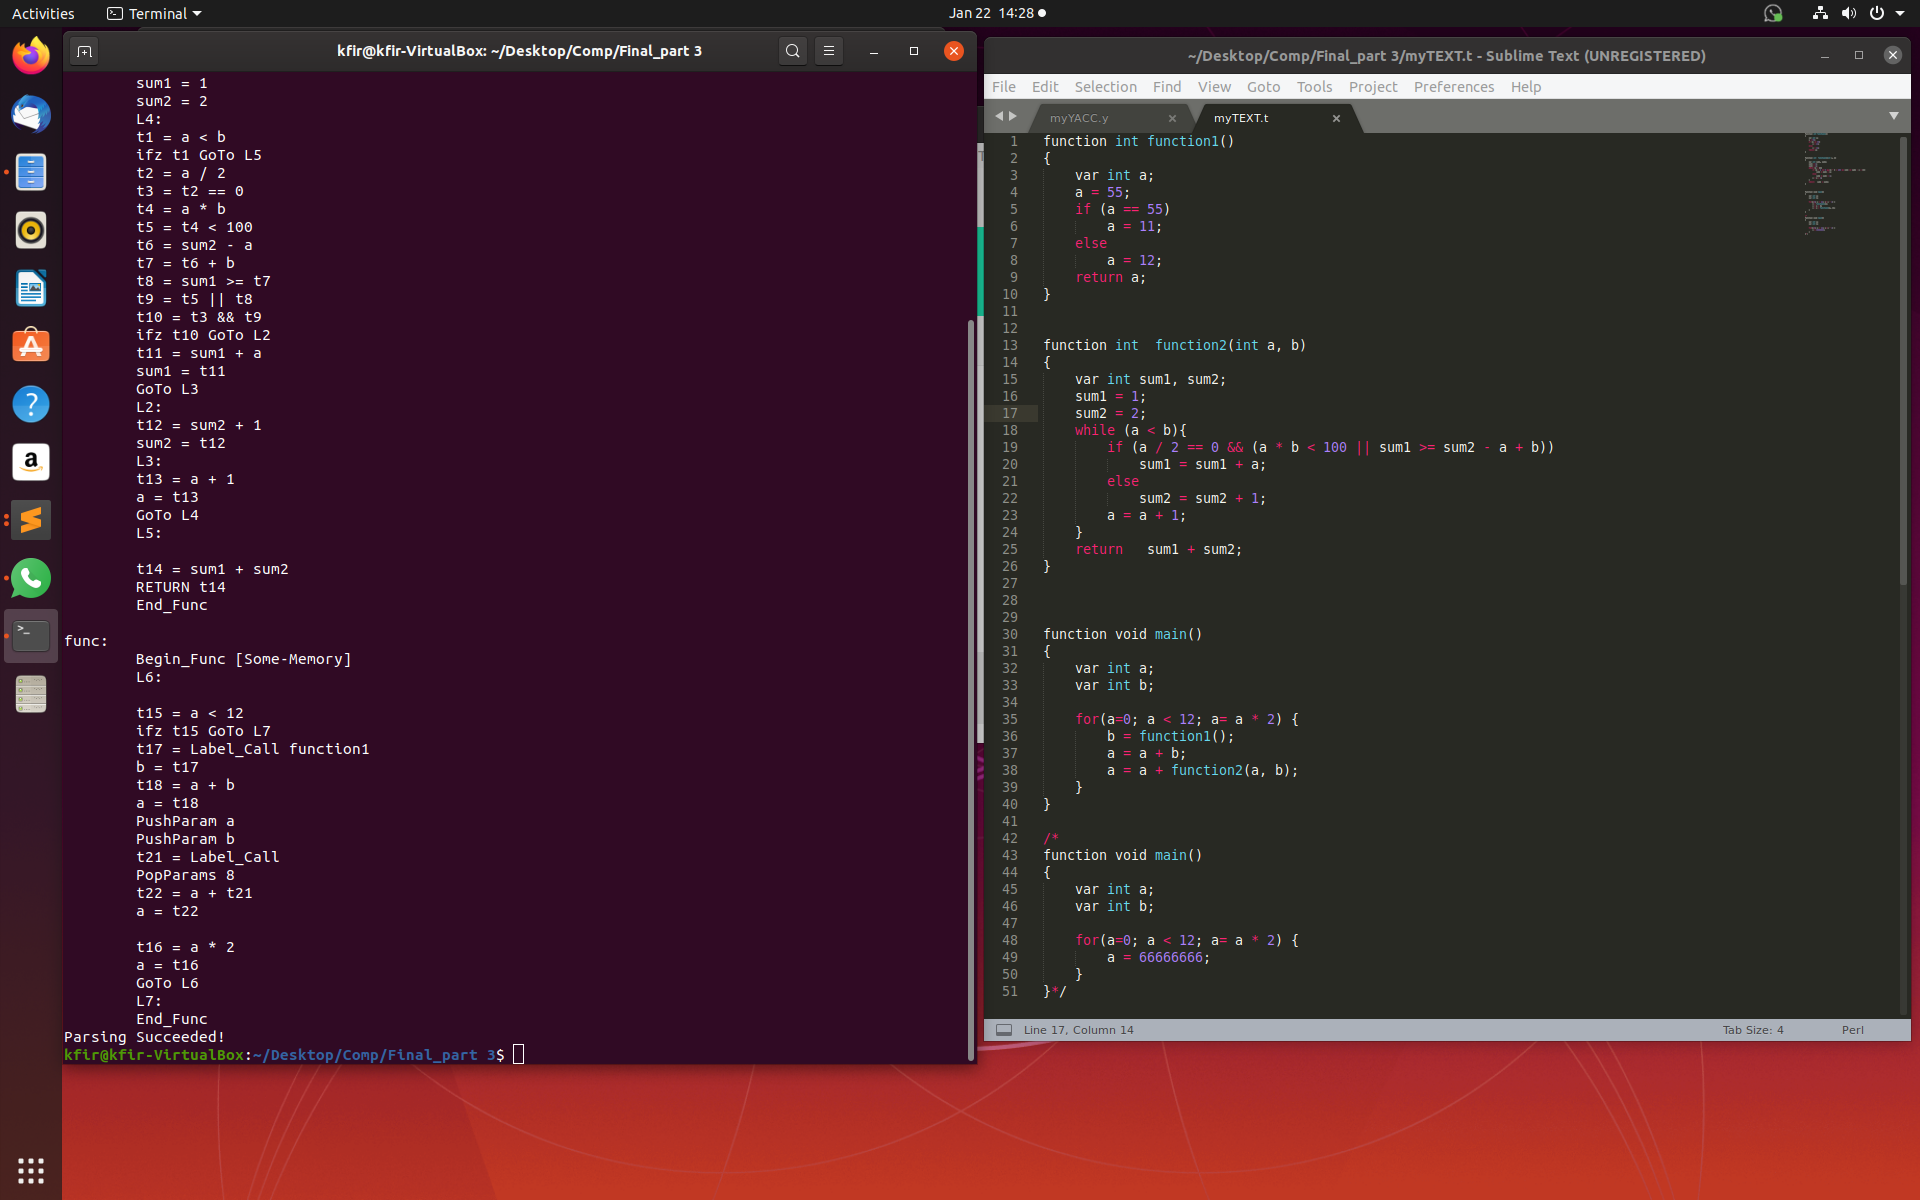 Activities
Terminal
Jan 22 14:28
kfir@kfir-VirtualBox: ~/Desktop/Comp/Final_part 3
sum1 = 1
sum2 = 2
L4:
t1 = a < b
ifz t1 GoTo L5
t2 = a / 2
t3 = t2 == 0
t4 = a * b
t5 = t4 < 100
t6 = sum2 - a
t7 = t6 + b
t8 = sum1 >= t7
t9 = t5 || t8
t10 = t3 && t9
ifz t10 GoTo L2
t11 = sum1 + a
sum1 = t11
GoTo L3
L2:
t12 = sum2 + 1
sum2 = t12
L3:
t13 = a + 1
a = t13
GoTo L4
L5:
t14 = sum1 + sum2
RETURN t14
End_Func
func:
Begin_Func [Some-Memory]
L6:
t15 = a < 12
ifz t15 GoTo L7
t17 = Label_Call function1
b = t17
t18 = a + b
a = t18
PushParam a
PushParam b
t21 = Label_Call
PopParams 8
t22 = a + t21
a = t22
t16 = a * 2
a = t16
GoTo L6
L7:
End_Func
Parsing Succeeded!
kfir@kfir-VirtualBox:~/Desktop/Comp/Final_part 3$
~/Desktop/Comp/Final_part 3/myTEXT.t - Sublime Text (UNREGISTERED)
File Edit Selection Find View Goto Tools Project Preferences Help
myYACC.y
myTEXT.t
1 function int function1()
2 {
3 var int a;
4 a = 55;
5 if (a == 55)
6 a = 11;
7 else
8 a = 12;
9 return a;
10 }
11
12
13 function int  function2(int a, b)
14 {
15 var int sum1, sum2;
16 sum1 = 1;
17 sum2 = 2;
18 while (a < b){
19 if (a / 2 == 0 && (a * b < 100 || sum1 >= sum2 - a + b))
20 sum1 = sum1 + a;
21 else
22 sum2 = sum2 + 1;
23 a = a + 1;
24 }
25 return   sum1 + sum2;
26 }
27
28
29
30 function void main()
31 {
32 var int a;
33 var int b;
34
35 for(a=0; a < 12; a= a * 2) {
36 b = function1();
37 a = a + b;
38 a = a + function2(a, b);
39 }
40 }
41
42 /*
43 function void main()
44 {
45 var int a;
46 var int b;
47
48 for(a=0; a < 12; a= a * 2) {
49 a = 66666666;
50 }
51 }*/
Line 17, Column 14
Tab Size: 4
Perl